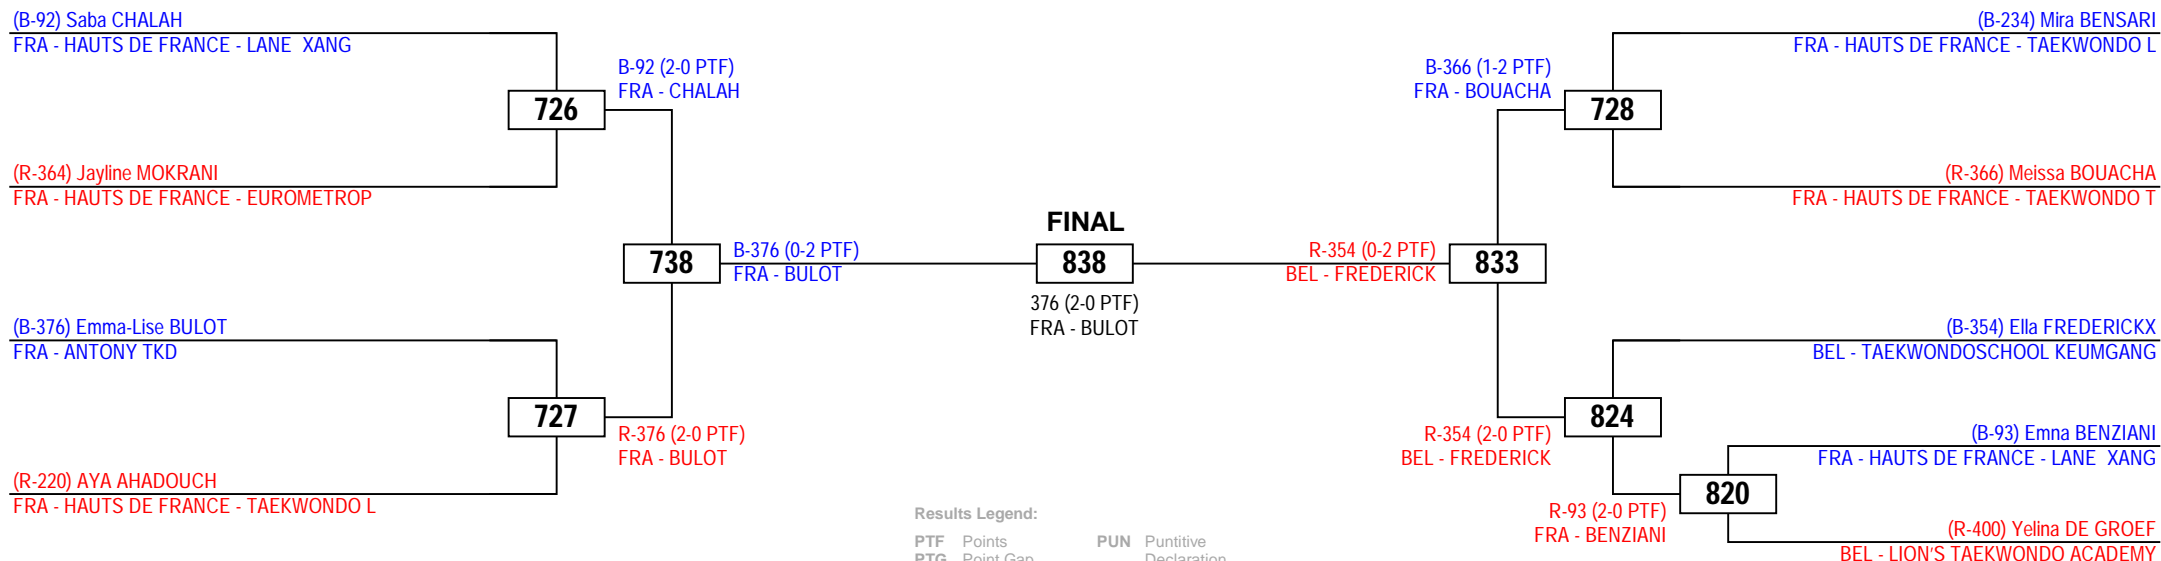 (B-92) Saba CHALAH
FRA - HAUTS DE FRANCE - LANE  XANG
726
B-92 (2-0 PTF)
FRA - CHALAH
(R-364) Jayline MOKRANI
FRA - HAUTS DE FRANCE - EUROMETROP
738
B-376 (0-2 PTF)
FRA - BULOT
(B-376) Emma-Lise BULOT
FRA - ANTONY TKD
727
R-376 (2-0 PTF)
FRA - BULOT
(R-220) AYA AHADOUCH
FRA - HAUTS DE FRANCE - TAEKWONDO L
FINAL
838
376 (2-0 PTF)
FRA - BULOT
(B-234) Mira BENSARI
FRA - HAUTS DE FRANCE - TAEKWONDO L
B-366 (1-2 PTF)
FRA - BOUACHA
728
(R-366) Meissa BOUACHA
FRA - HAUTS DE FRANCE - TAEKWONDO T
R-354 (0-2 PTF)
BEL - FREDERICK
833
(B-354) Ella FREDERICKX
BEL - TAEKWONDOSCHOOL KEUMGANG
824
R-354 (2-0 PTF)
BEL - FREDERICK
(B-93) Emna BENZIANI
FRA - HAUTS DE FRANCE - LANE  XANG
820
R-93 (2-0 PTF)
FRA - BENZIANI
(R-400) Yelina DE GROEF
BEL - LION'S TAEKWONDO ACADEMY
Results Legend:
PTF Points PUN Puntitive
PTG Point Gap Declaration